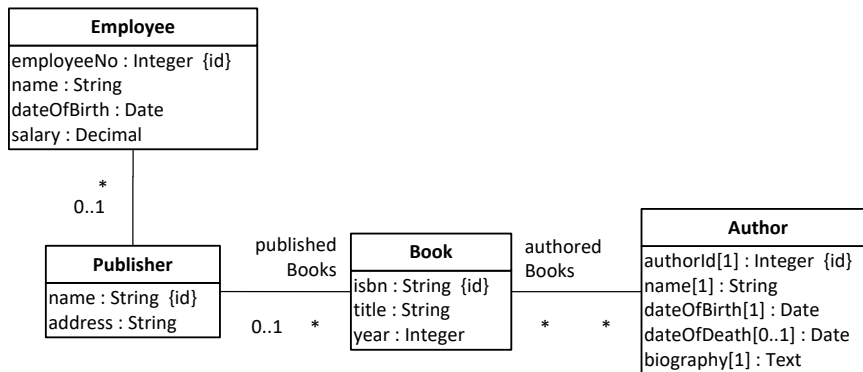 Employee
employeeNo : Integer {id}
name : String
dateOfBirth : Date
salary : Decimal
*
0..1
Publisher
name : String {id}
address : String
published
Books
0..1 *
Book
isbn : String {id}
title : String
year : Integer
authored
Books
* *
Author
authorId[1] : Integer {id}
name[1] : String
dateOfBirth[1] : Date
dateOfDeath[0..1] : Date
biography[1] : Text